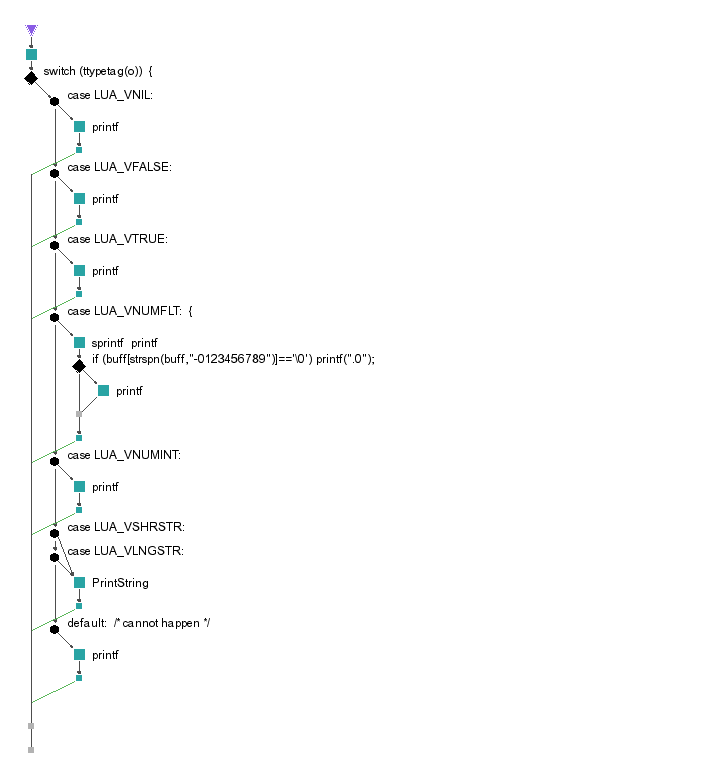 switch (ttypetag(o)) {
case LUA_VNIL:
printf
case LUA_VFALSE:
printf
case LUA_VTRUE:
printf
case LUA_VNUMFLT: {
sprintf printf
if (buff[strspn(buff,"-0123456789")]=='\0') printf(".0");
printf
case LUA_VNUMINT:
printf
case LUA_VSHRSTR:
case LUA_VLNGSTR:
PrintString
default: /* cannot happen */
printf